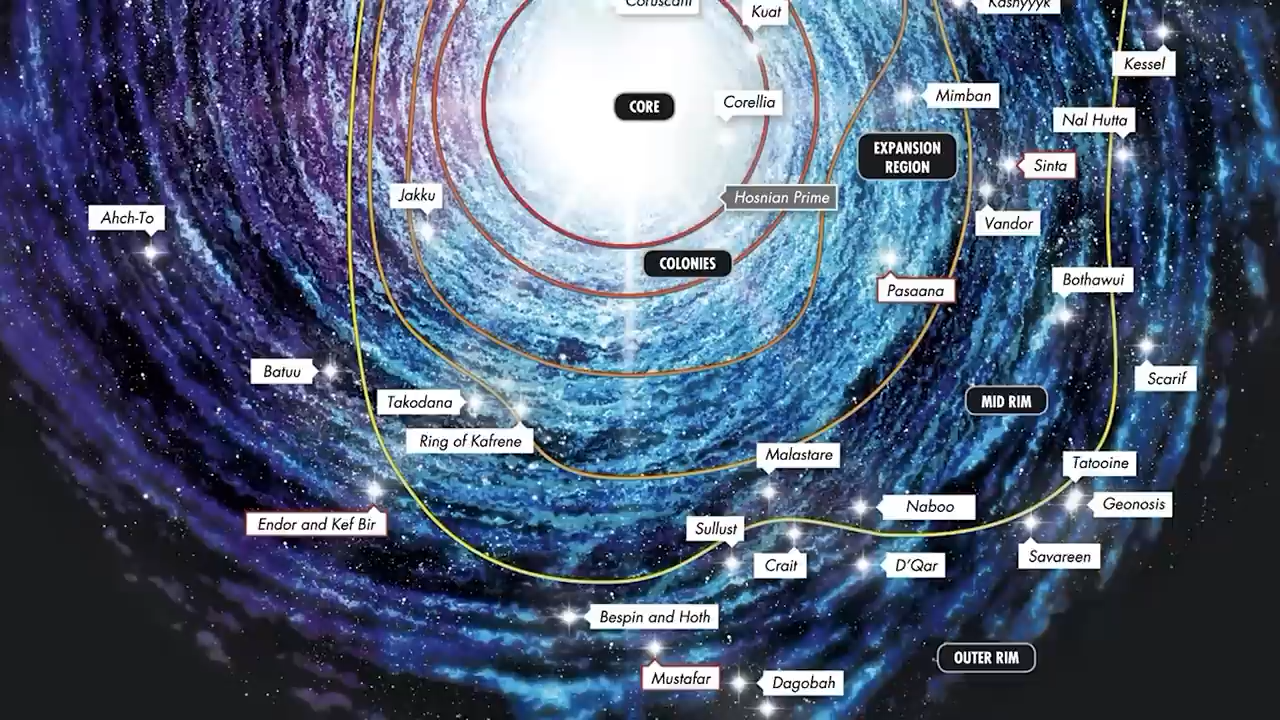 Coruscant
Kashyyyk
Kuat
Kessel
Mimban
Corellia
CORE
Nal Hutta
EXPANSION
REGION
Sinta
Jakku
Hosnian Prime
Ahch-To
Vandor
COLONIES
Bothawui
Pasaana
Batuu
Scarif
Takodana
MID RIM
Ring of Kafrene
Malastare
Tatooine
Geonosis
Naboo
Endor and Kef Bir
Sullust
Savareen
Crait
D'Qar
Bespin and Hoth
OUTER RIM
Mustafar
Dagobah